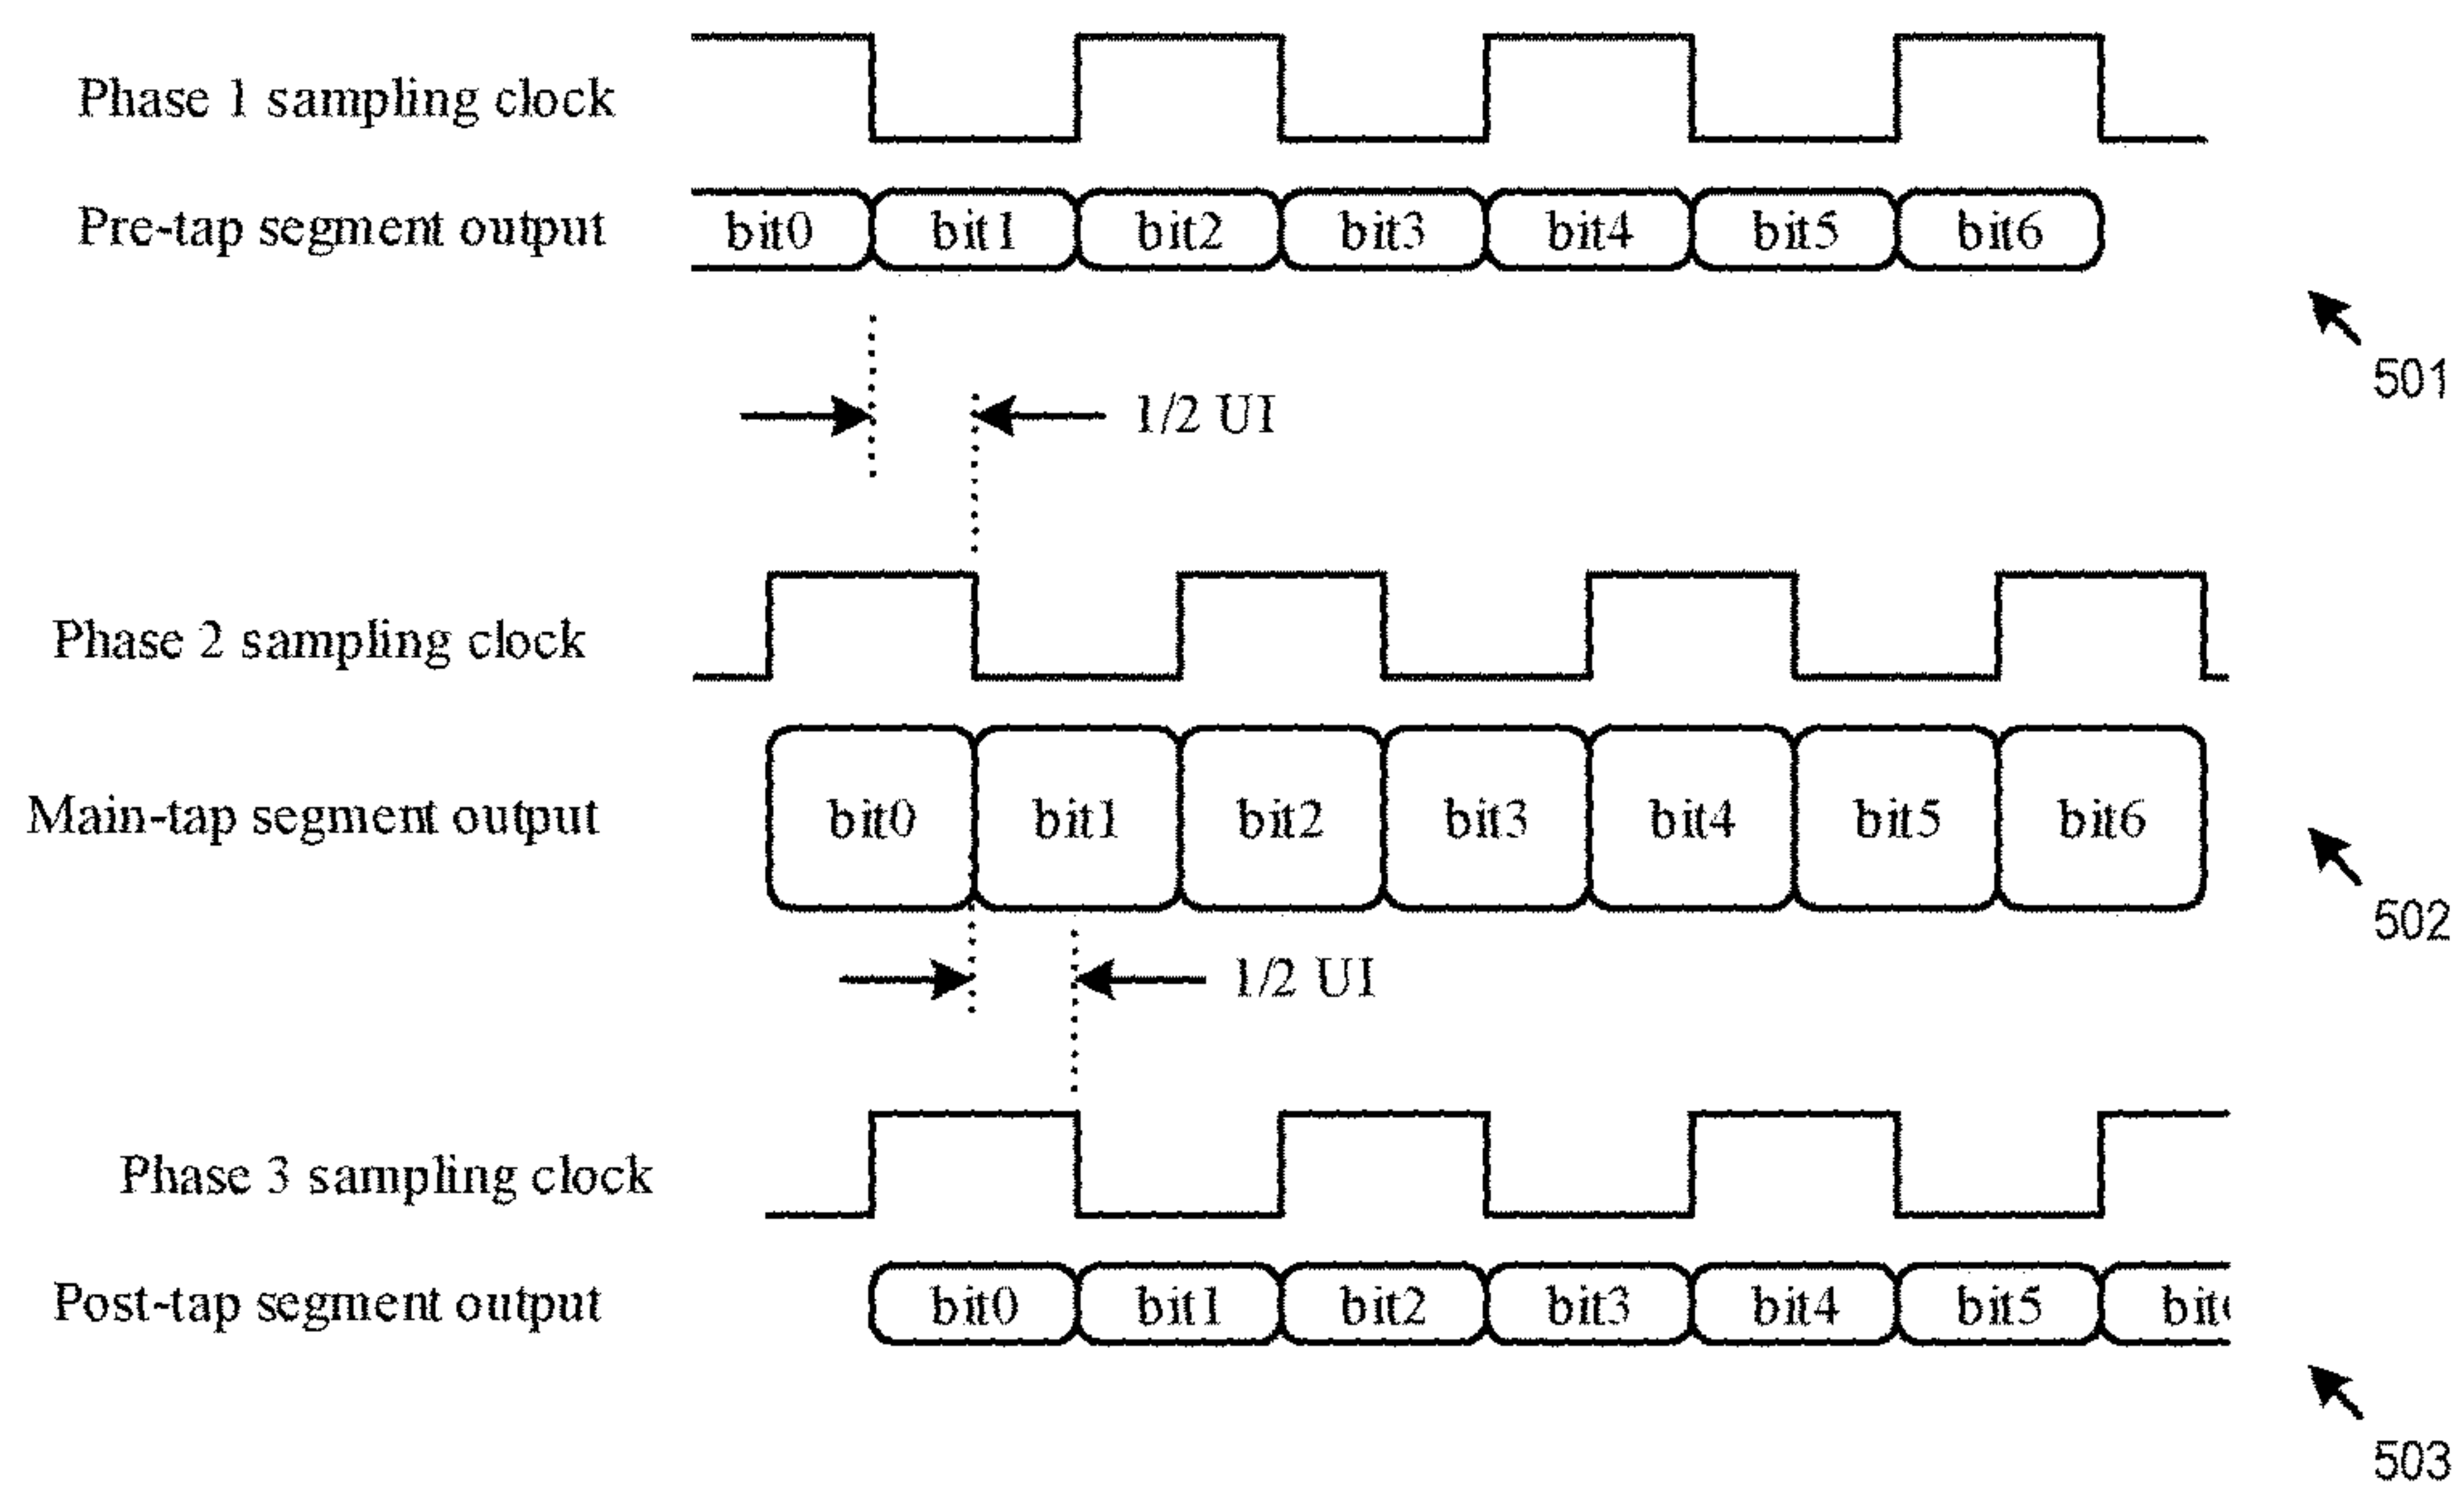 Phase 1 sampling clock
Pre-tap segment output
bit0 bit1 bit2 bit3 bit4 bit5 bit6
501
1/2 UI
Phase 2 sampling clock
Main-tap segment output
bit0 bit1 bit2 bit3 bit4 bit5 bit6
502
1/2 UI
Phase 3 sampling clock
Post-tap segment output
bit0 bit1 bit2 bit3 bit4 bit5
503